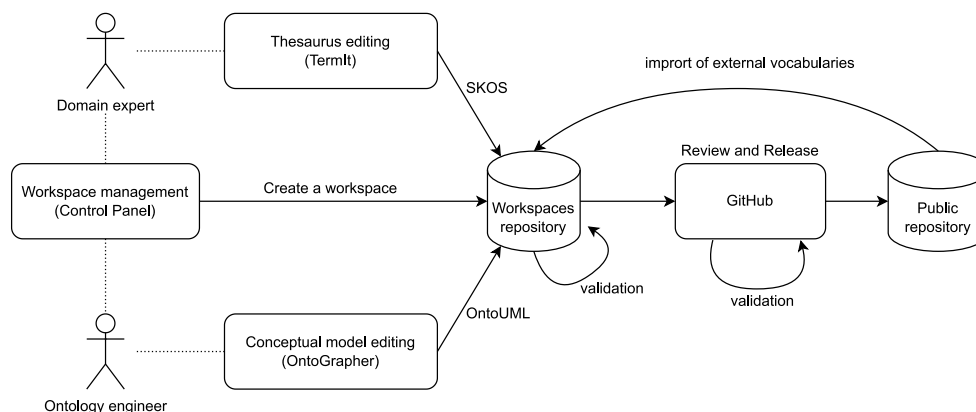 Thesaurus editing
(TermIt)
Domain expert
SKOS
imprort of external vocabularies
Review and Release
Workspace management
(Control Panel)
Create a workspace
Workspaces
repository
GitHub
Public
repository
validation
validation
OntoUML
Conceptual model editing
(OntoGrapher)
Ontology engineer